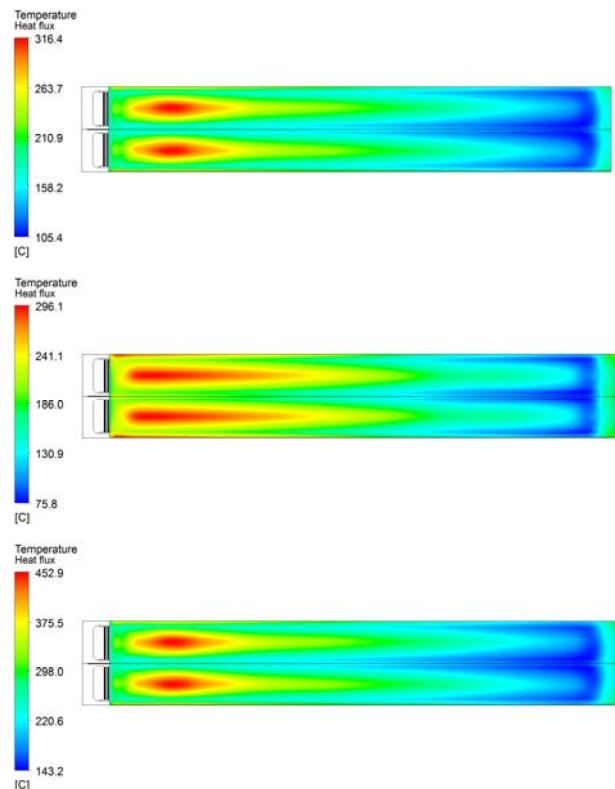 Temperature
Heat flux
316.4
263.7
210.9
158.2
105.4
[C]
Temperature
Heat flux
296.1
241.1
186.0
130.9
75.8
[C]
Temperature
Heat flux
452.9
375.5
298.0
220.6
143.2
[C]